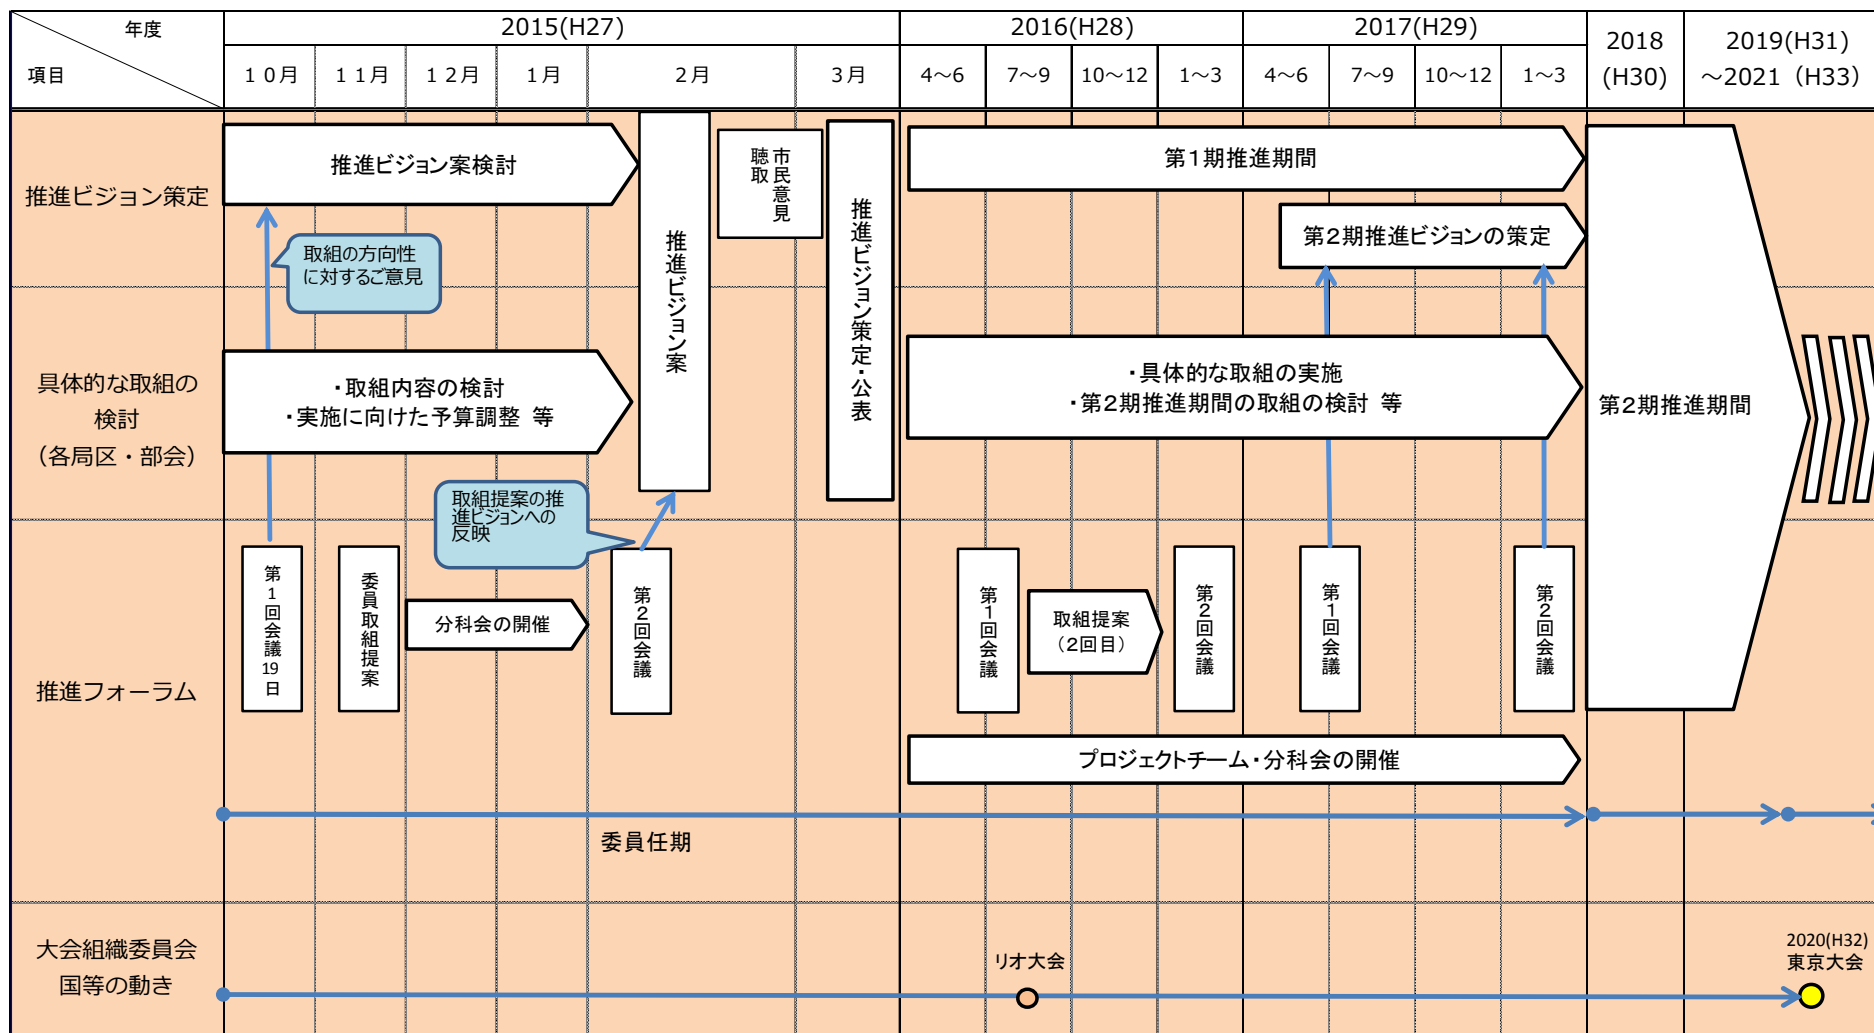 年度
項目
2015(H27)
2016(H28)
2017(H29)
2018
(H30)
2019(H31)
～2021（H33）
１０月
１１月
１２月
１月
２月
３月
4～6
7～9
10～12
1～3
4～6
7～9
10～12
1～3
推進ビジョン策定
推進ビジョン案検討
取組の方向性
に対するご意見
推進ビジョン案
市民意見
聴取
推進ビジョン策定・公表
第１期推進期間
第２期推進ビジョンの策定
第２期推進期間
具体的な取組の
検討
（各局区・部会）
・取組内容の検討
・実施に向けた予算調整 等
・具体的な取組の実施
・第２期推進期間の取組の検討 等
取組提案の推
進ビジョンへの
反映
推進フォーラム
第１回会議19日
委員取組提案
分科会の開催
第２回会議
第１回会議
取組提案
（2回目）
第２回会議
第１回会議
第２回会議
プロジェクトチーム・分科会の開催
委員任期
大会組織委員会
国等の動き
リオ大会
2020(H32)
東京大会